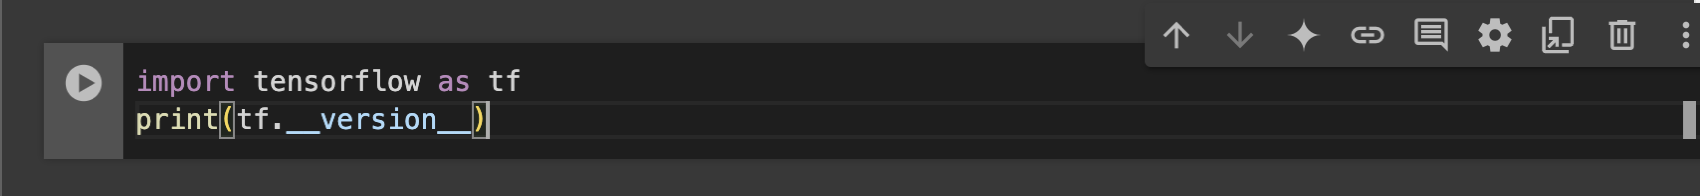 import tensorflow as tf
print(tf.__version__)